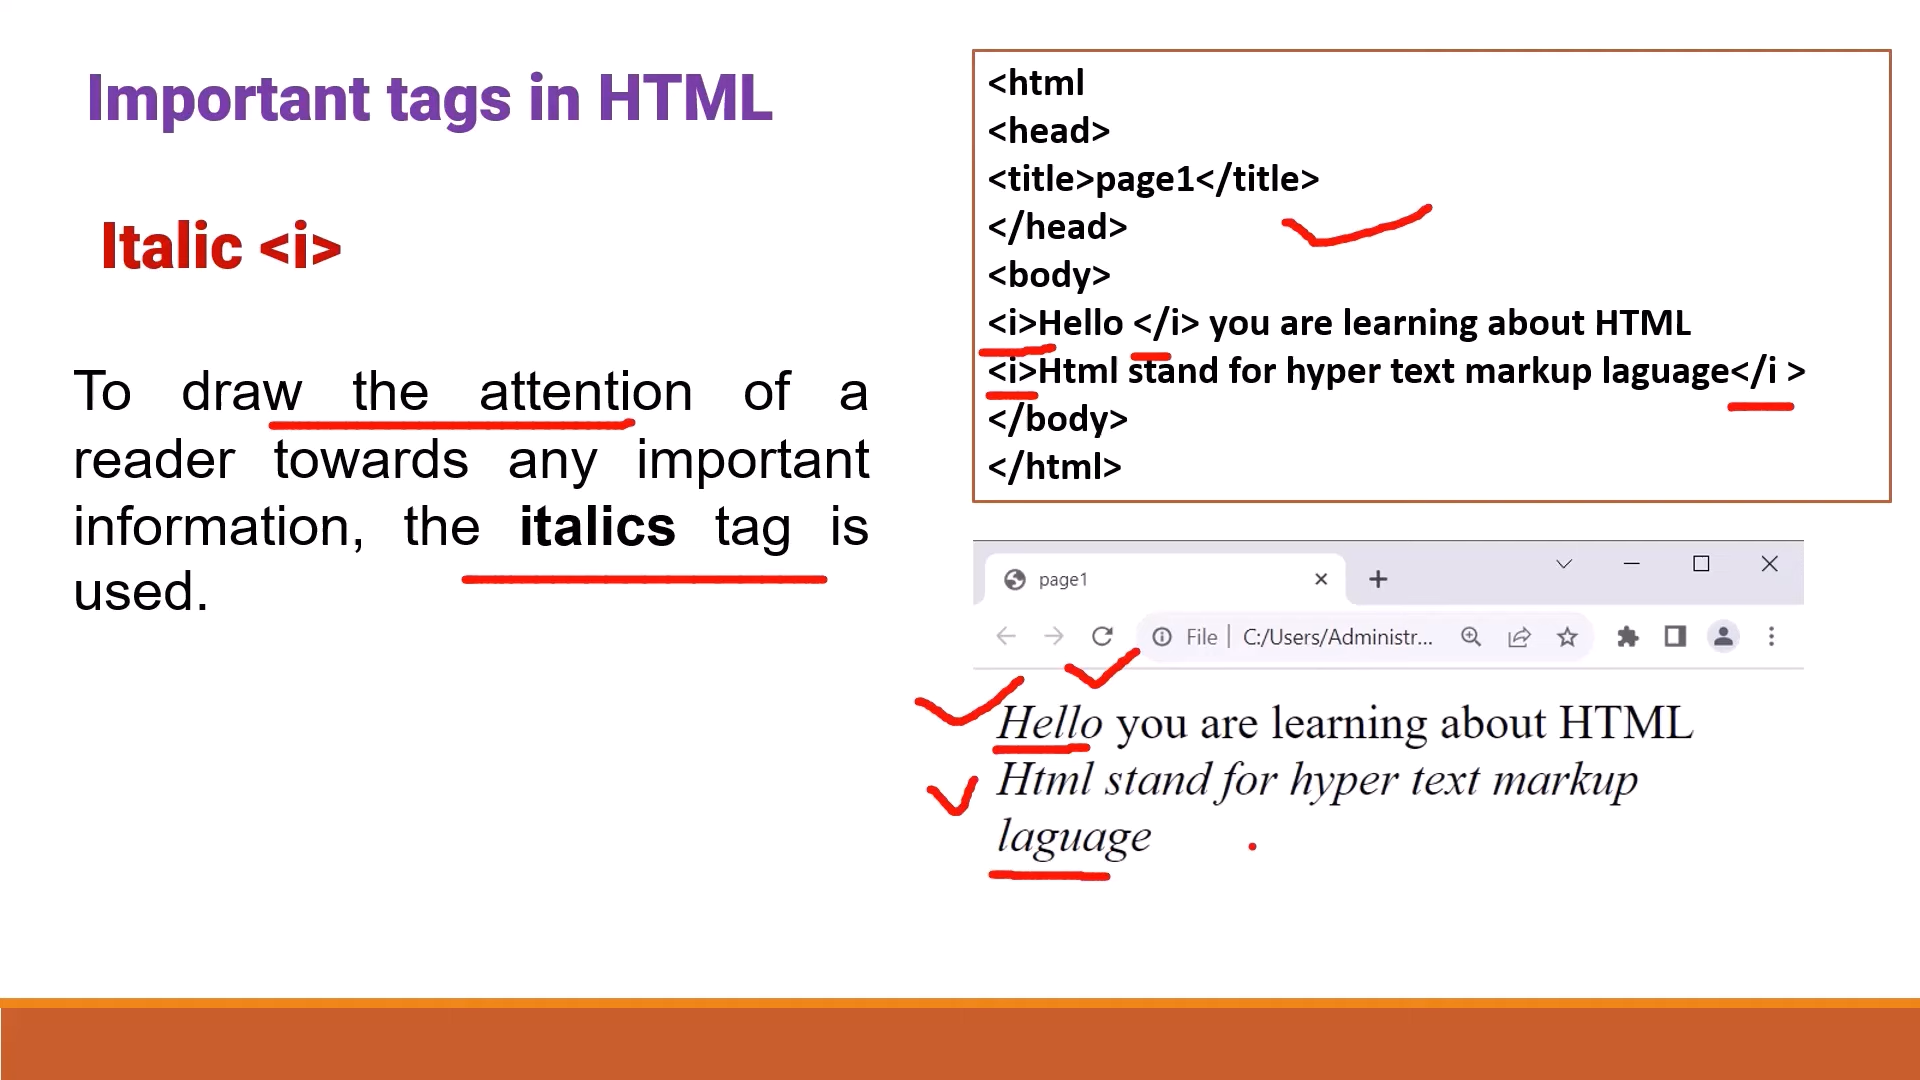 Important tags in HTML
Italic <i>
To draw the attention of a
reader towards any important
information, the italics tag is
used.
<html
<head>
<title>page1</title>
</head>
<body>
<i>Hello </i> you are learning about HTML
<i>Html stand for hyper text markup laguage</i >
</body>
</html>
page1
File | C:/Users/Administr...
Hello you are learning about HTML
Html stand for hyper text markup
laguage